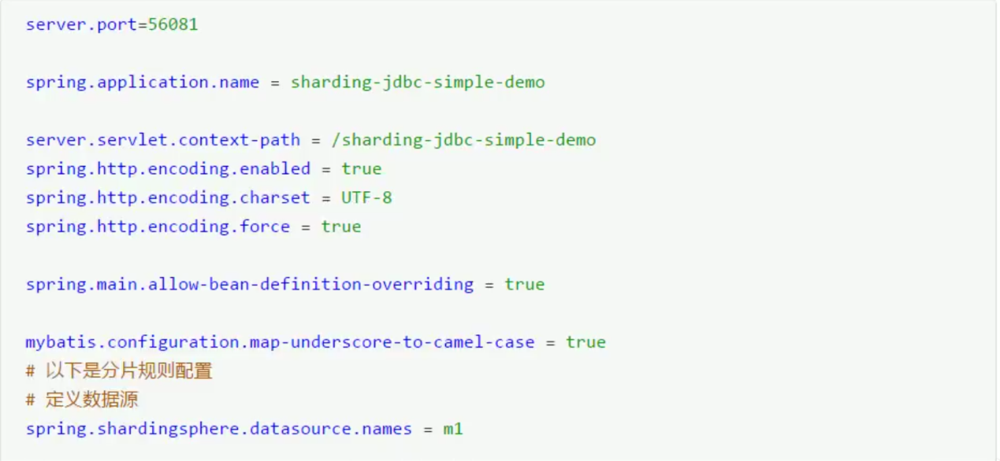 server.port=56081
spring.application.name = sharding-jdbc-simple-demo
server.servlet.context-path = /sharding-jdbc-simple-demo
spring.http.encoding.enabled = true
spring.http.encoding.charset = UTF-8
spring.http.encoding.force = true
spring.main.allow-bean-definition-overriding = true
mybatis.configuration.map-underscore-to-camel-case = true
# 以下是分片规则配置
# 定义数据源
spring.shardingsphere.datasource.names = m1